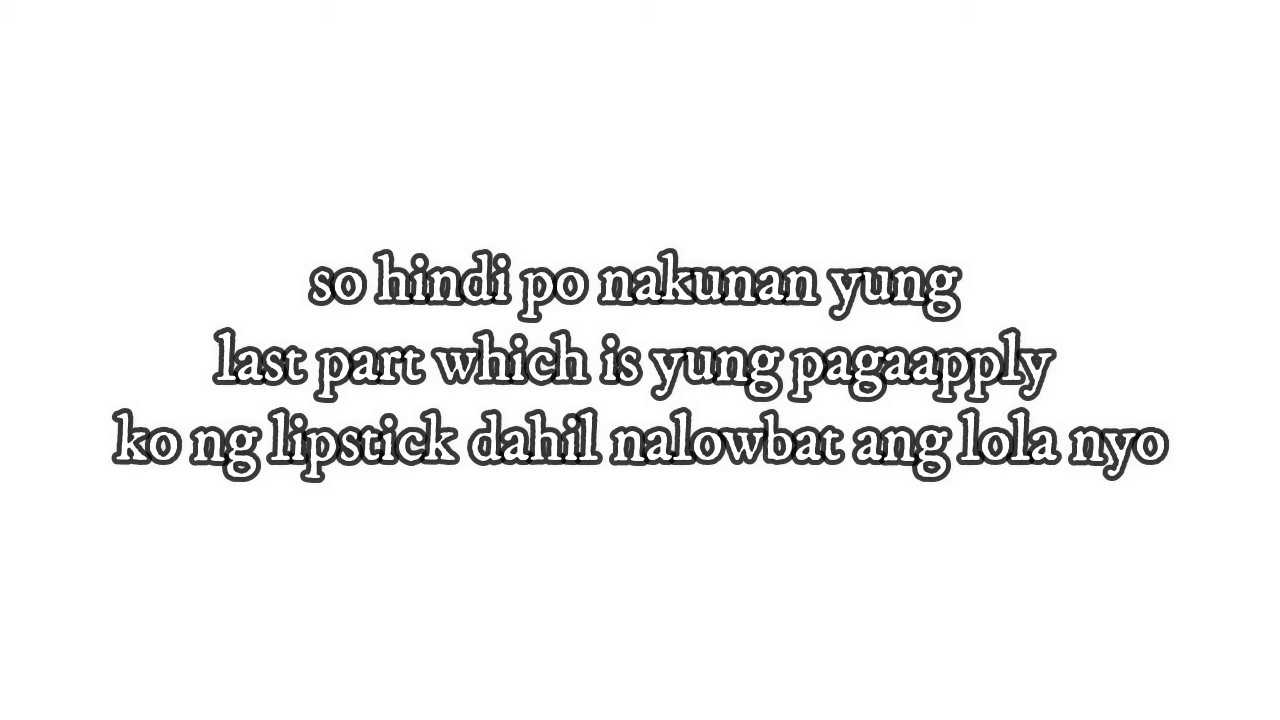 so hindi po nakunan yung
last part which is yung pagaapply
ko ng lipstick dahil nalowbat ang lola nyo